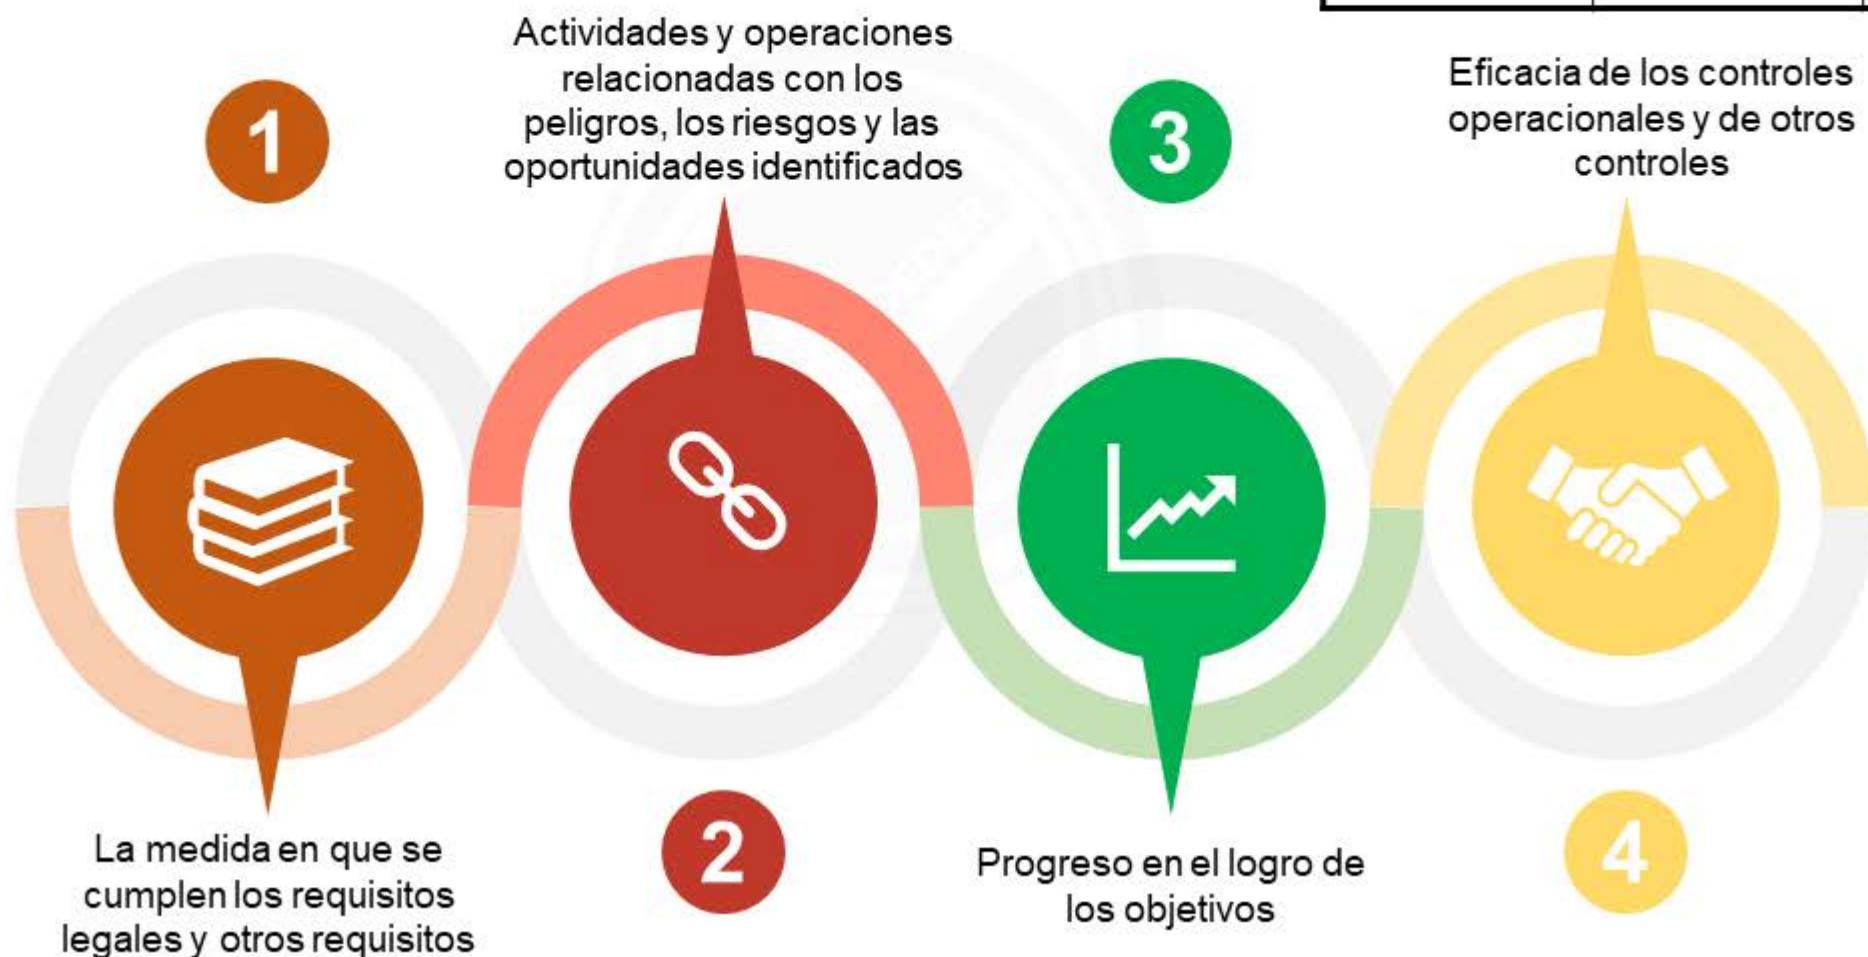 1
La medida en que se
cumplen los requisitos
legales y otros requisitos
Actividades y operaciones
relacionadas con los
peligros, los riesgos y las
oportunidades identificados
2
3
Progreso en el logro de
los objetivos
Eficacia de los controles
operacionales y de otros
controles
4